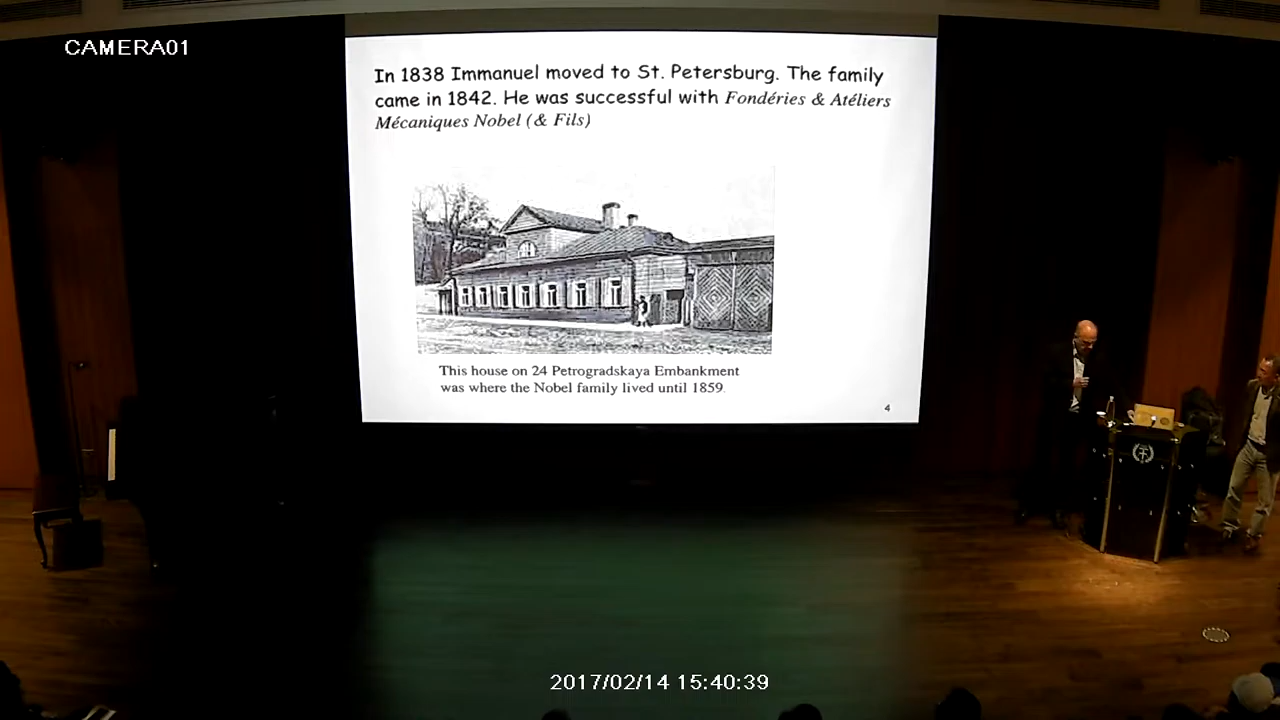 CAMERA01
In 1838 Immanuel moved to St. Petersburg. The family
came in 1842. He was successful with Fondéries & Atéliers
Mécaniques Nobel (& Fils)
This house on 24 Petrogradskaya Embankment
was where the Nobel family lived until 1859.
4
2017/02/14 15:40:39